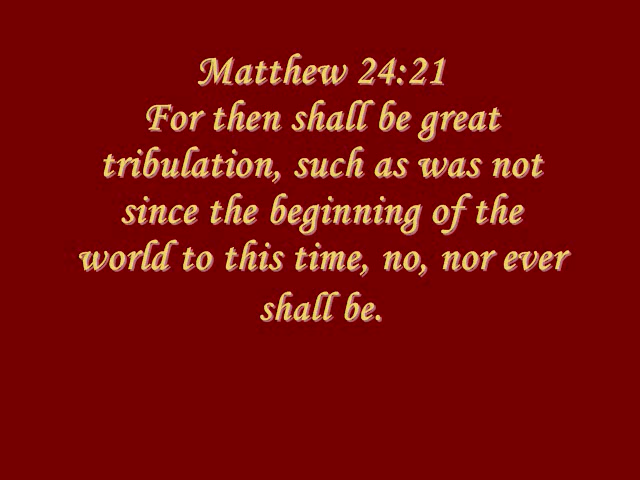 Matthew 24:21
For then shall be great
tribulation, such as was not
since the beginning of the
world to this time, no, nor ever
shall be.